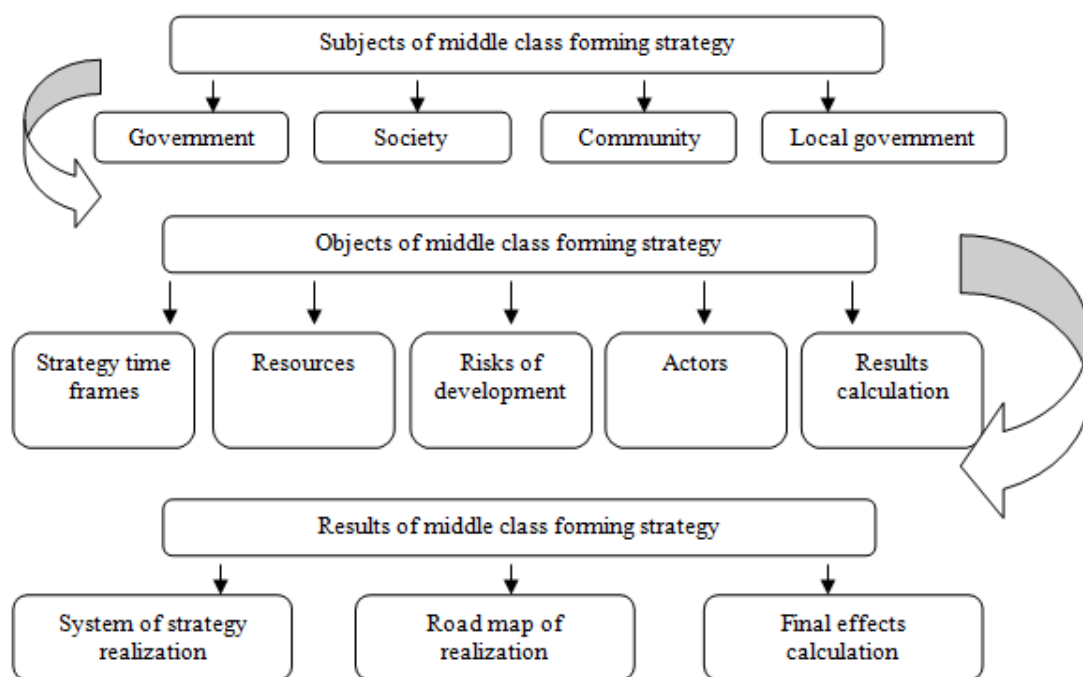 Subjects of middle class forming strategy
Government
Society
Community
Local government
Objects of middle class forming strategy
Strategy time
frames
Resources
Risks of
development
Actors
Results
calculation
Results of middle class forming strategy
System of strategy
realization
Road map of
realization
Final effects
calculation